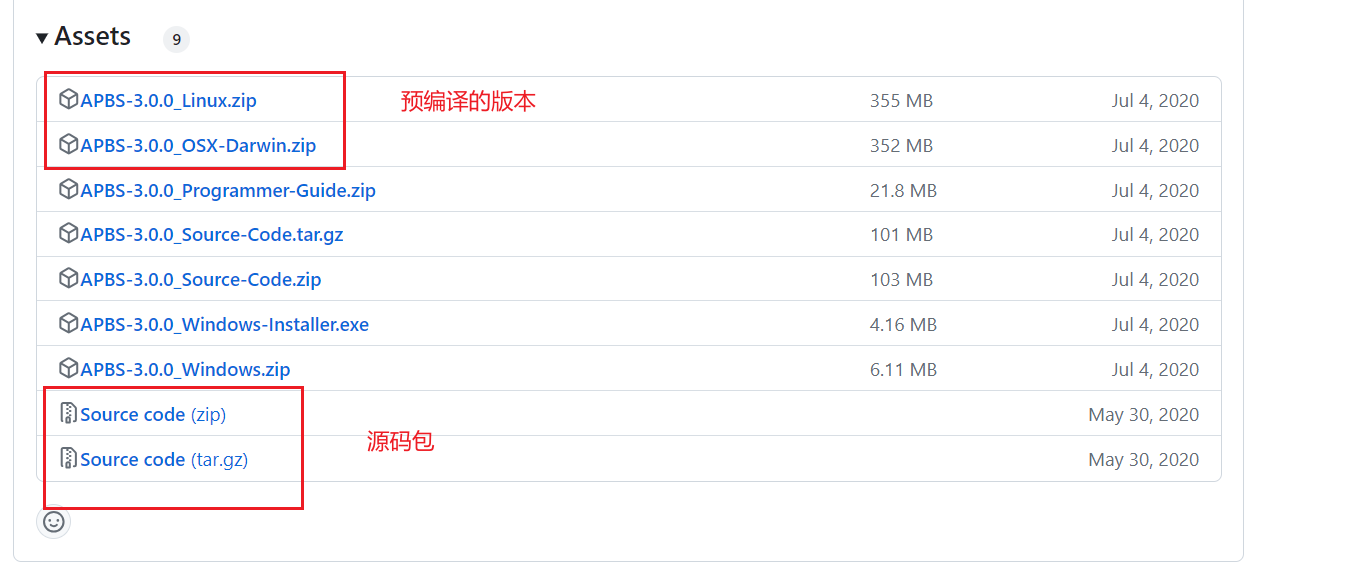 Assets 9
APBS-3.0.0_Linux.zip 预编译的版本 355 MB Jul 4, 2020
APBS-3.0.0_OSX-Darwin.zip 352 MB Jul 4, 2020
APBS-3.0.0_Programmer-Guide.zip 21.8 MB Jul 4, 2020
APBS-3.0.0_Source-Code.tar.gz 101 MB Jul 4, 2020
APBS-3.0.0_Source-Code.zip 103 MB Jul 4, 2020
APBS-3.0.0_Windows-Installer.exe 4.16 MB Jul 4, 2020
APBS-3.0.0_Windows.zip 6.11 MB Jul 4, 2020
Source code (zip) May 30, 2020
源码包
Source code (tar.gz) May 30, 2020